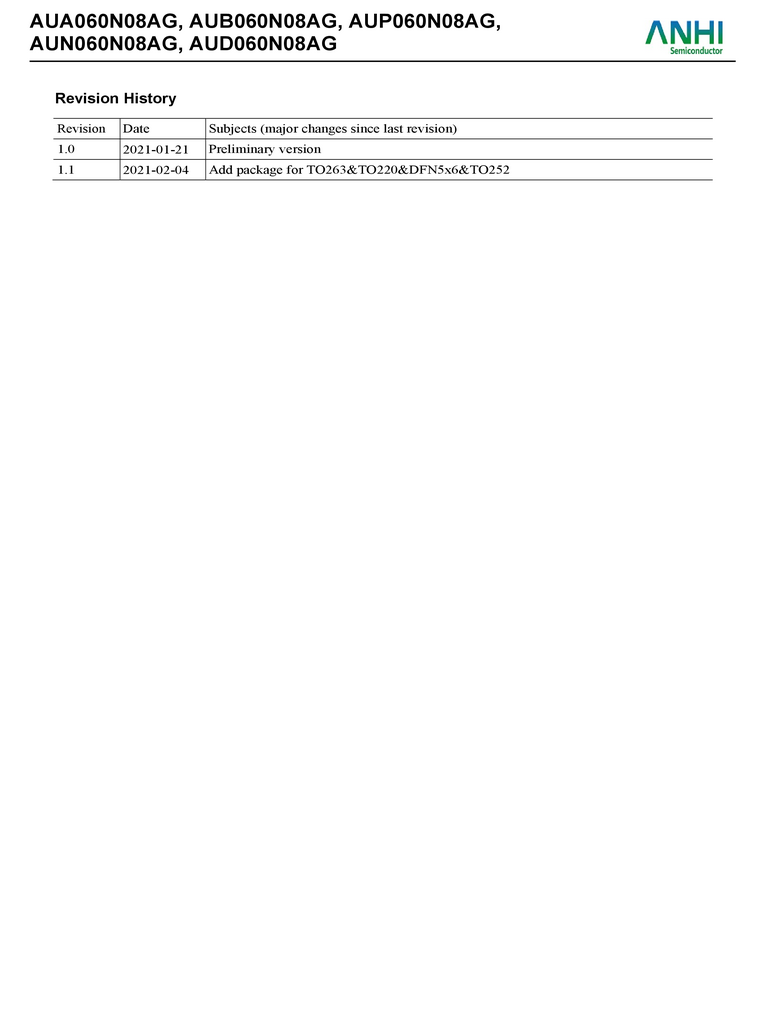 AUA060N08AG, AUB060N08AG, AUP060N08AG,
AUN060N08AG, AUD060N08AG
ANHI
Semiconductor
Revision History
Revision Date Subjects (major changes since last revision)
1.0 2021-01-21 Preliminary version
1.1 2021-02-04 Add package for TO263&TO220&DFN5x6&TO252